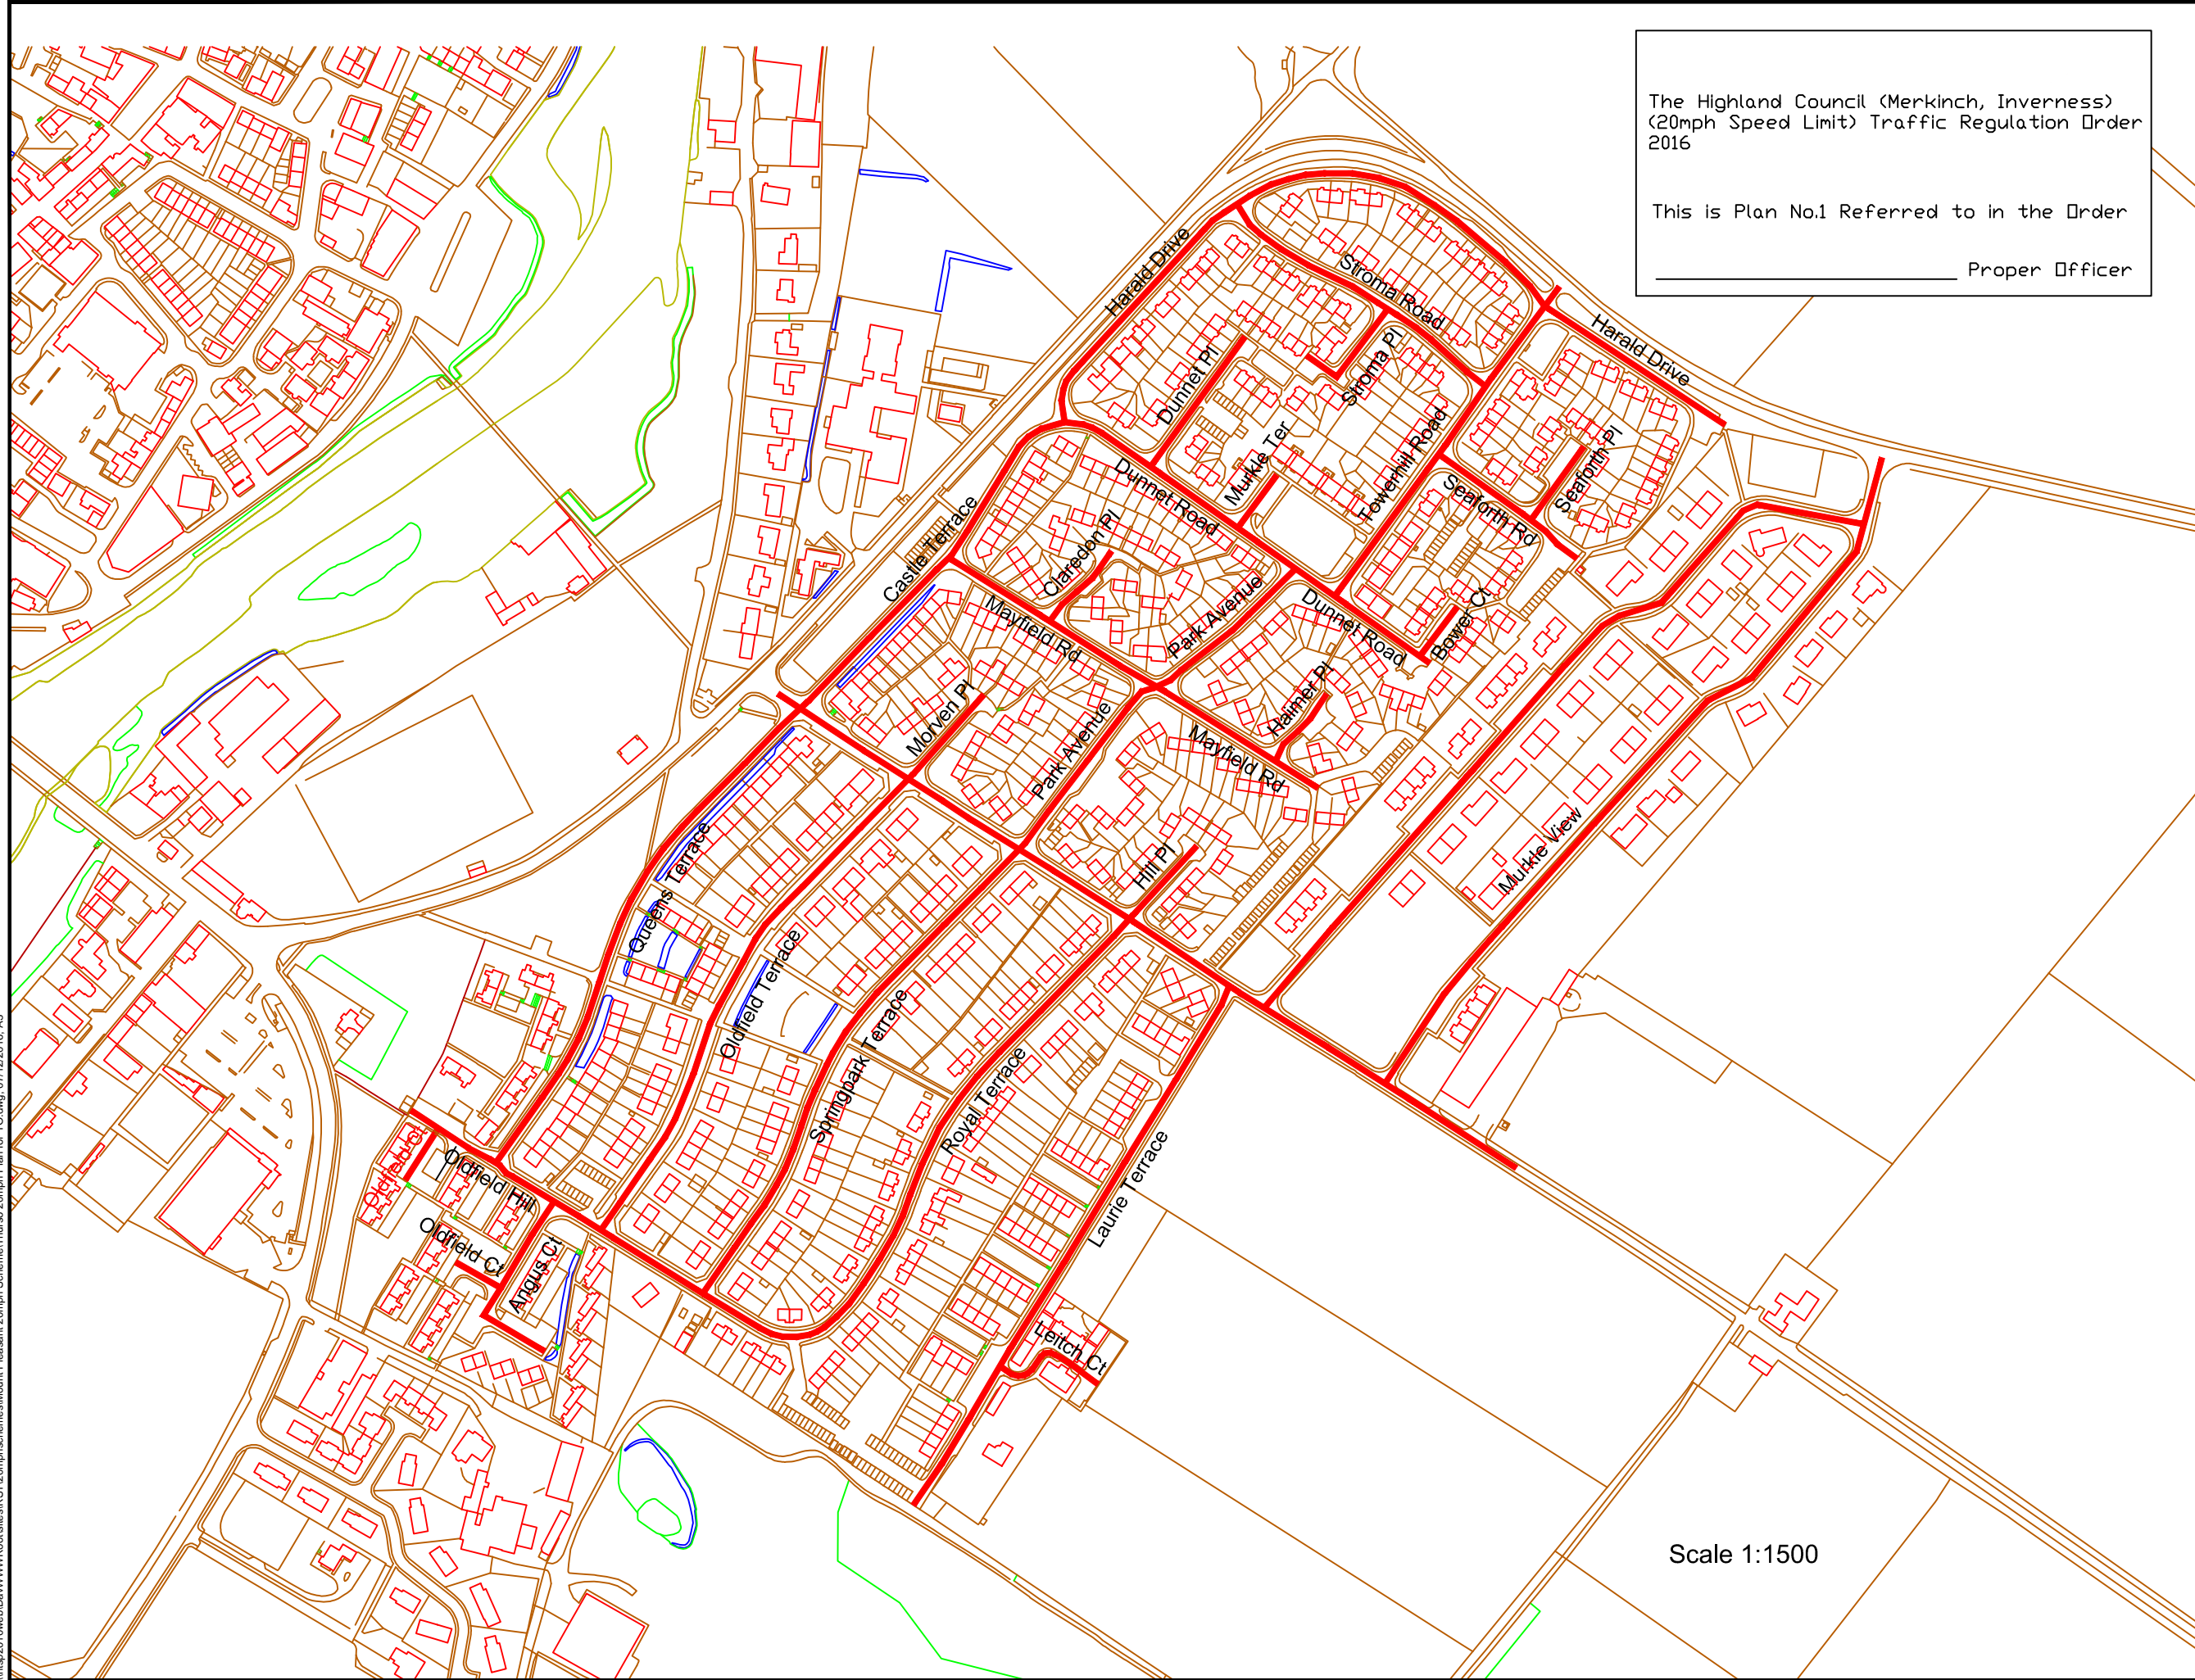 The Highland Council (Merkinch, Inverness)
(20mph Speed Limit) Traffic Regulation Order
2016
This is Plan No.1 Referred to in the Order
Proper Officer
Harald Drive
Stroma Road
Harald Drive
Dunnet Pl
Stroma Pl
Murkle Ter
Towerhill Road
Seaforth Pl
Seaforth Rd
Dunnet Road
Castle Terrace
Claredon Pl
Park Avenue
Mayfield Rd
Dunnet Road
Bower Ct
Haimer Pl
Morven Pl
Park Avenue
Mayfield Rd
Hill Pl
Murkle View
Queens Terrace
Oldfield Terrace
Springpark Terrace
Royal Terrace
Laurie Terrace
Oldfield Ct
Oldfield Hill
Oldfield Ct
Angus Ct
Leitch Ct
Scale 1:1500